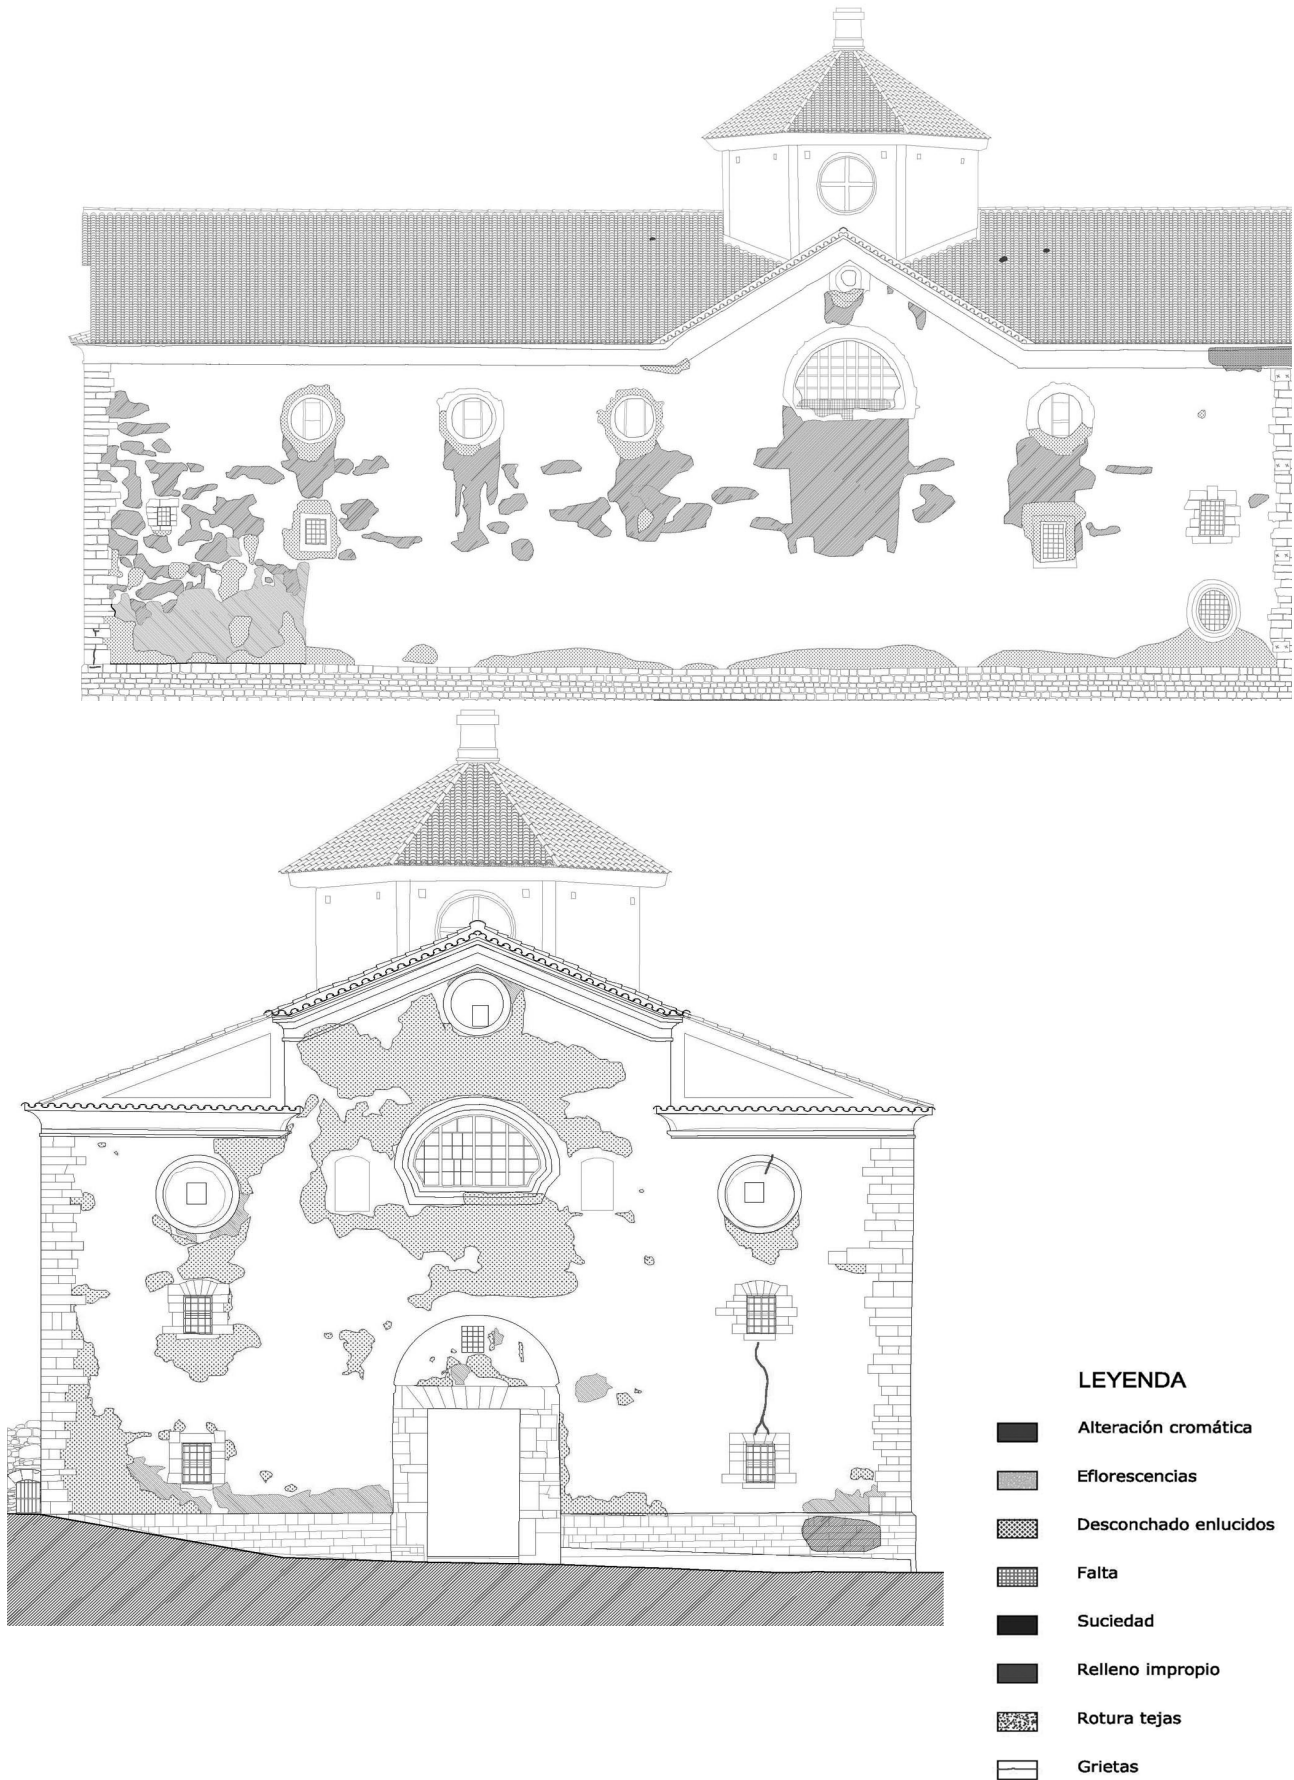 LEYENDA
Alteración cromática
Eflorescencias
Desconchado enlucidos
Falta
Suciedad
Relleno impropio
Rotura tejas
Grietas